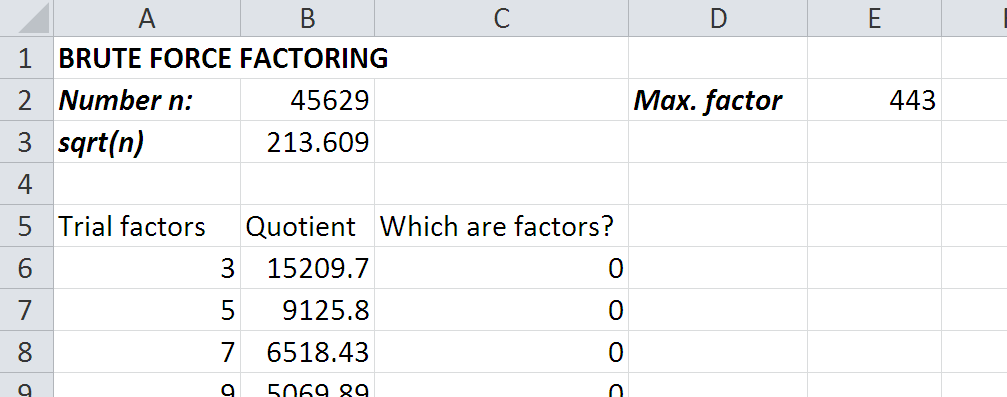 A B C D E
1 BRUTE FORCE FACTORING
2 Number n: 45629 Max. factor 443
3 sqrt(n) 213.609
4
5 Trial factors Quotient Which are factors?
6 3 15209.7 0
7 5 9125.8 0
8 7 6518.43 0
9 9 5069.89 0